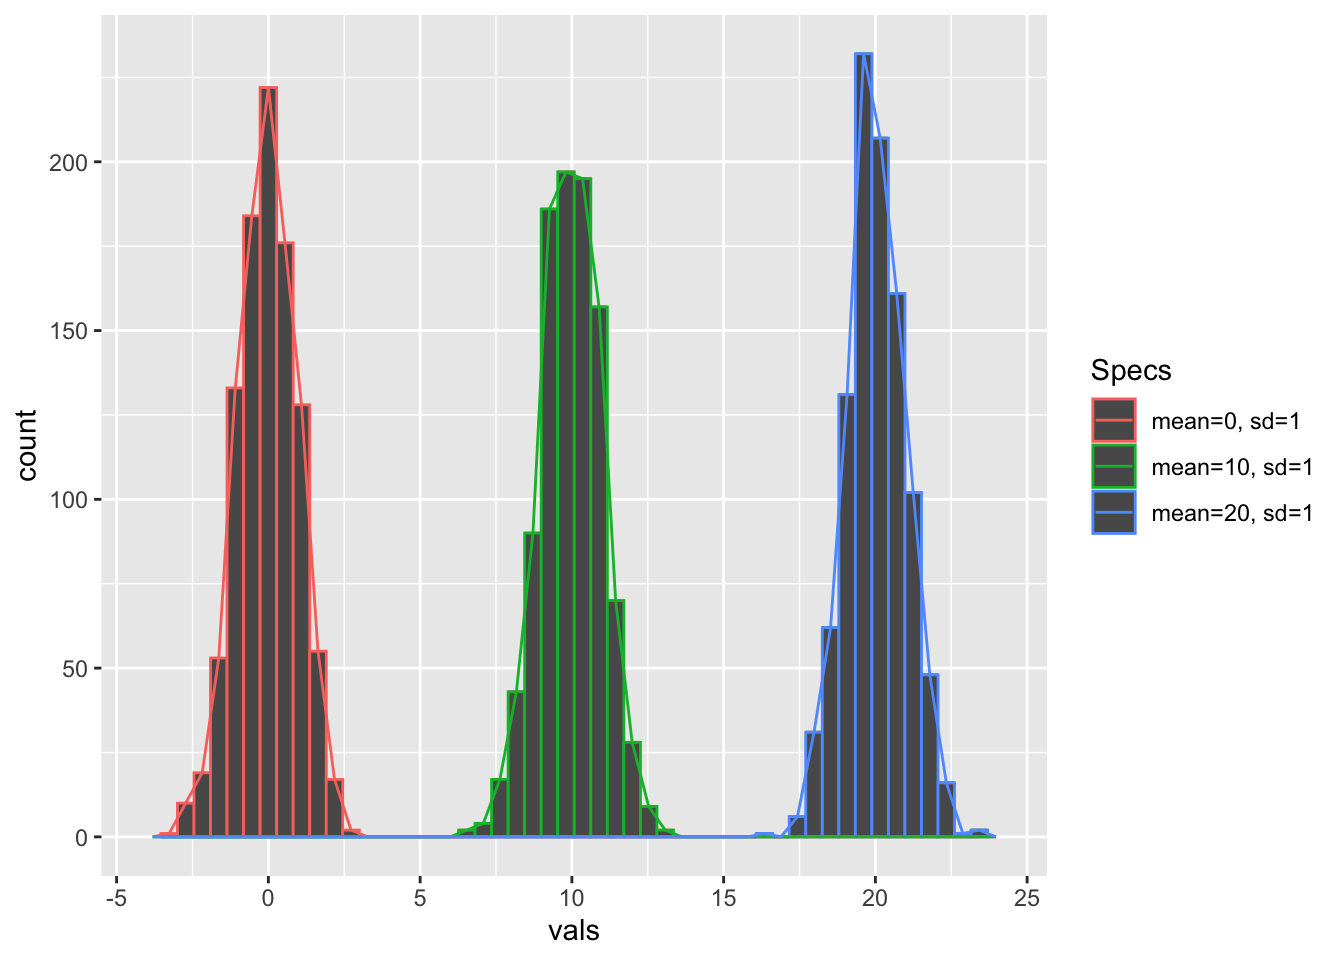 200
150
100
50
0
count
-5 0 5 10 15 20 25
vals
Specs
mean=0, sd=1
mean=10, sd=1
mean=20, sd=1